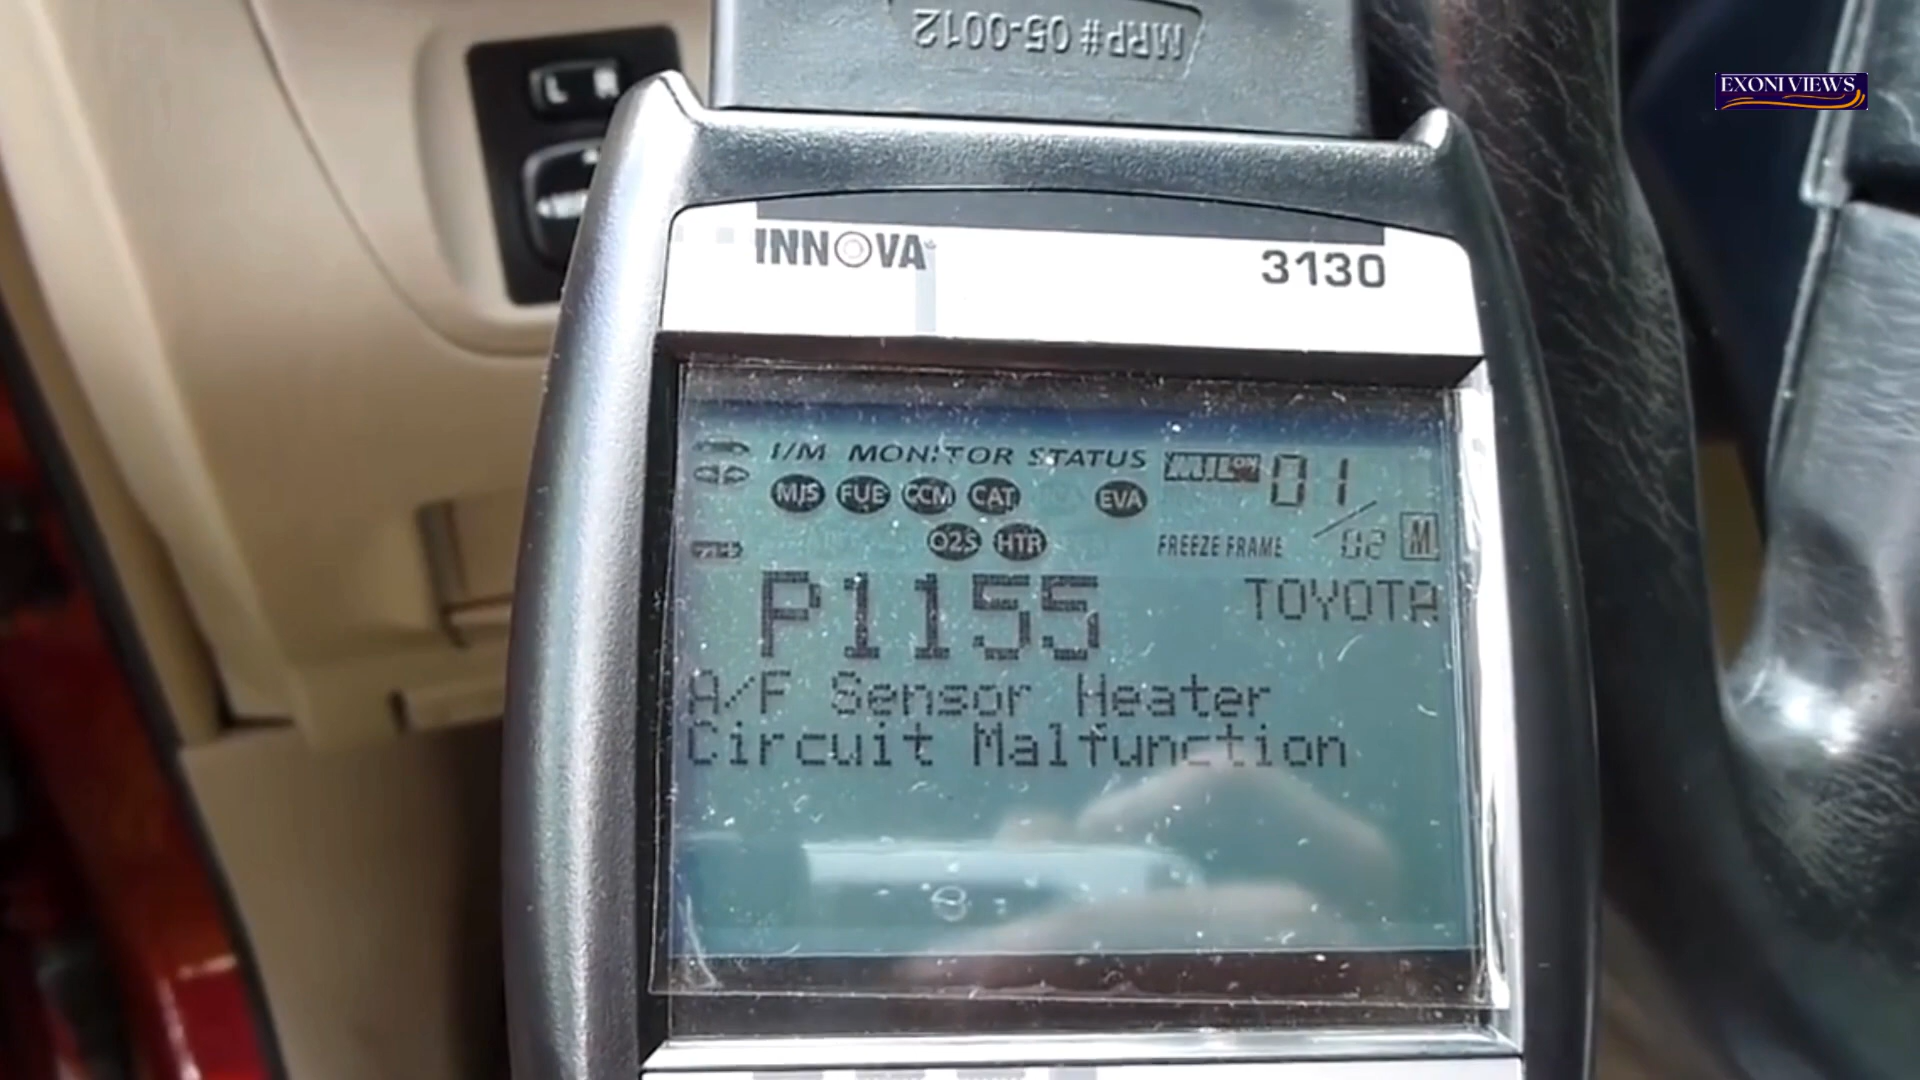 MRP# 05-0012
EXONI VIEWS
L R
INNOVA
3130
I/M MONITOR STATUS
MIL ON 01
MIS FUE CCM CAT EVA
O2S HTR
FREEZE FRAME
/02 M
P1155
TOYOTA
A/F Sensor Heater
Circuit Malfunction